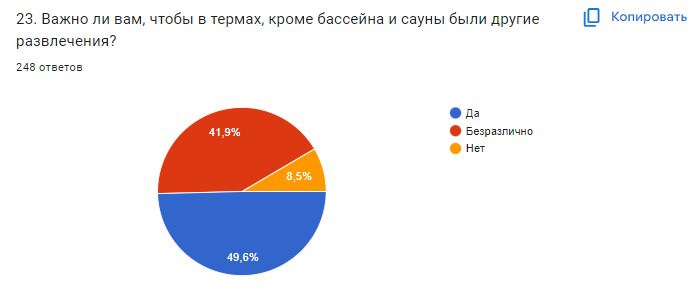 23. Важно ли вам, чтобы в термах, кроме бассейна и сауны были другие
развлечения?
Копировать
248 ответов
Да
Безразлично
Нет
41,9%
8,5%
49,6%